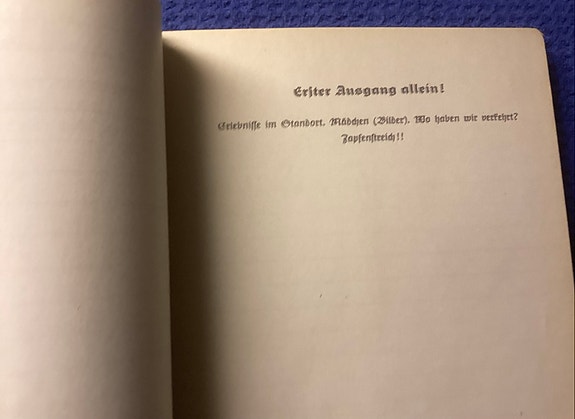 Erster Ausgang allein!
Erlebnisse im Standort. Mädchen (Bilder). Wo haben wir verkehrt?
Zapfenstreich!!